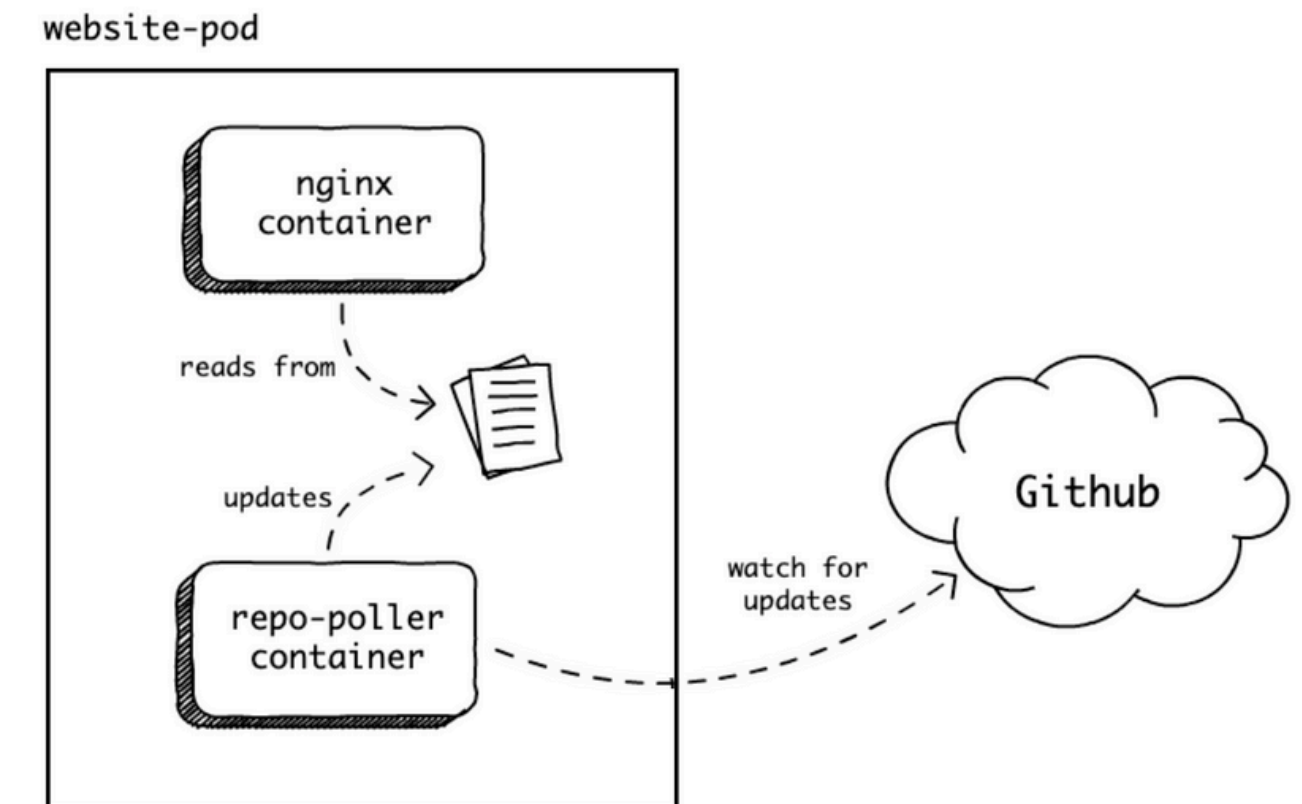 website-pod
nginx
container
reads from
updates
repo-poller
container
watch for
updates
Github